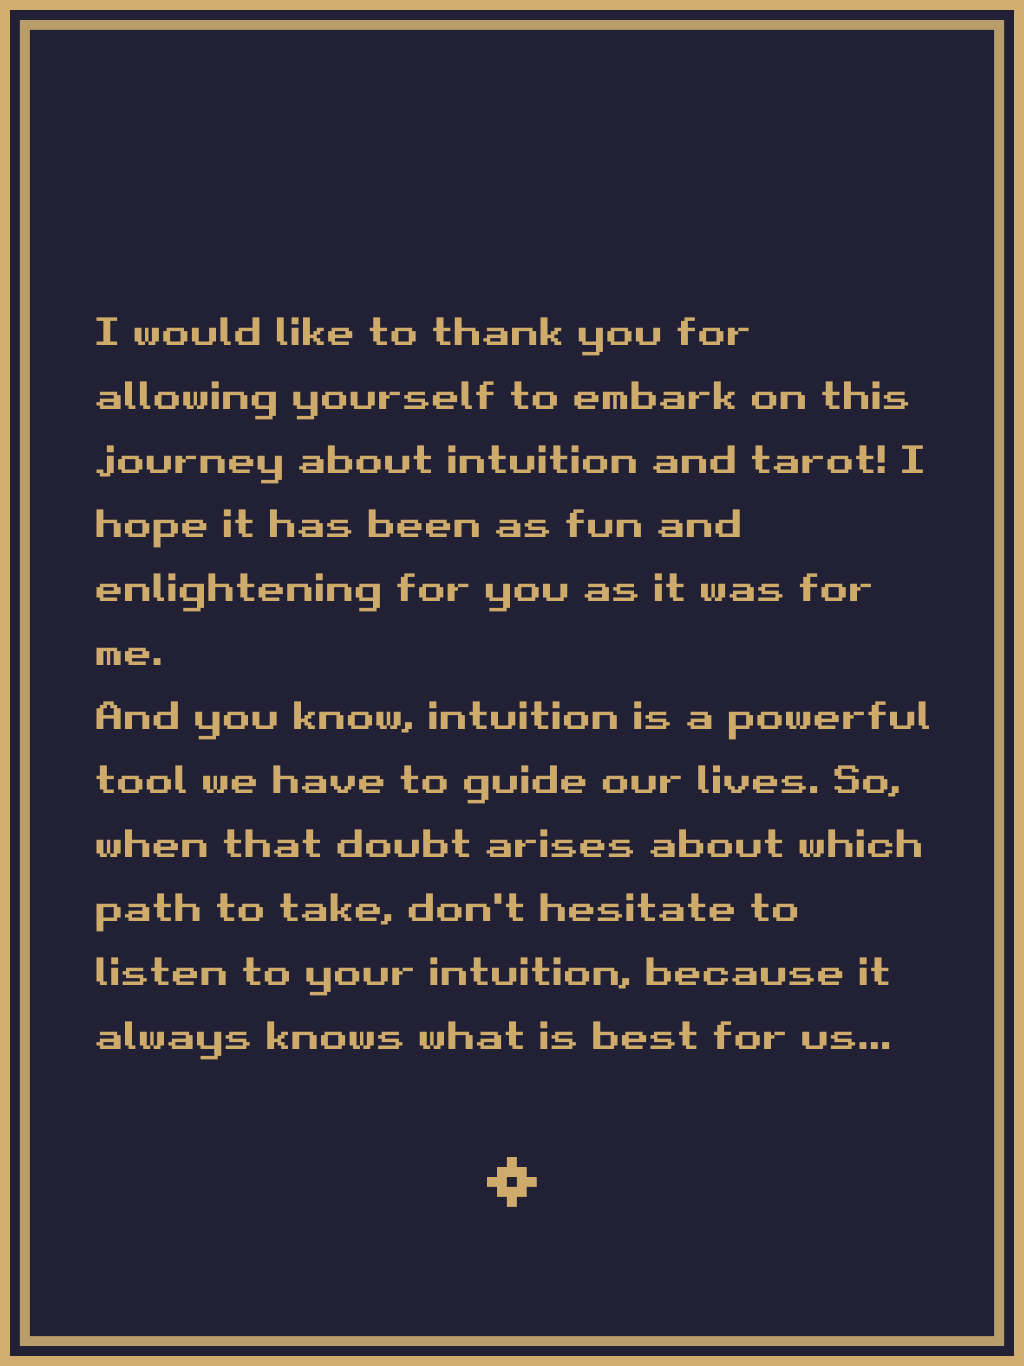 I would like to thank you for
allowing yourself to embark on this
journey about intuition and tarot! I
hope it has been as fun and
enlightening for you as it was for
me.
And you know, intuition is a powerful
tool we have to guide our lives. So,
when that doubt arises about which
path to take, don't hesitate to
listen to your intuition, because it
always knows what is best for us...